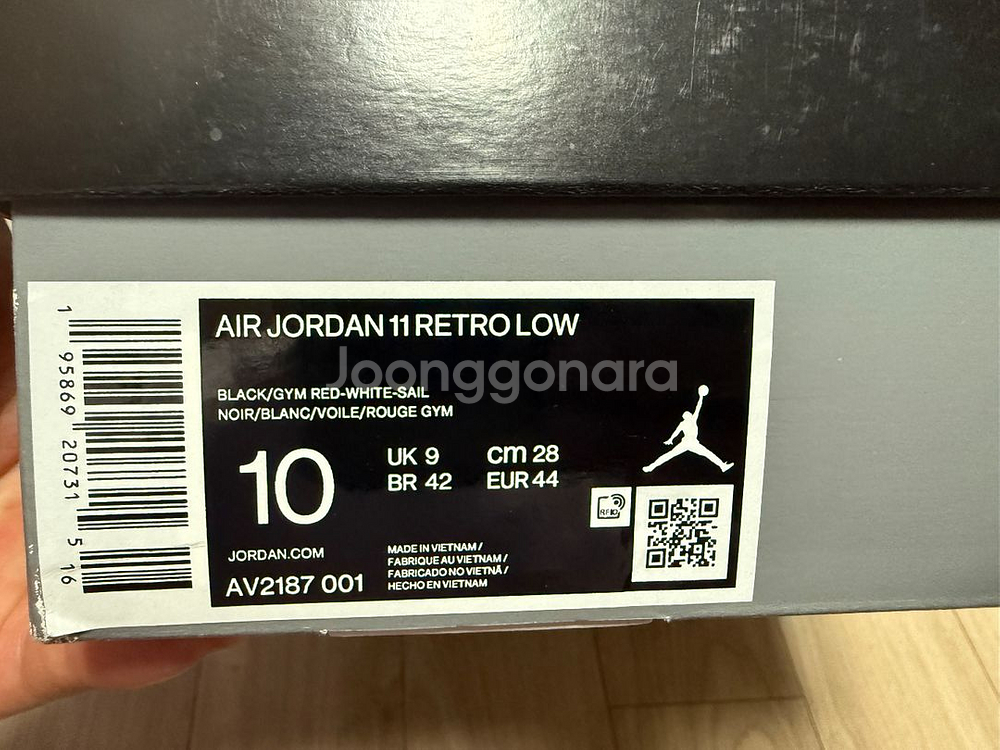 AIR JORDAN 11 RETRO LOW
Joonggonara
BLACK/GYM RED-WHITE-SAIL
NOIR/BLANC/VOILE/ROUGE GYM
10
UK 9 cm 28
BR 42 EUR 44
RFID
JORDAN.COM
AV2187 001
MADE IN VIETNAM /
FABRIQUE AU VIETNAM /
FABRICADO NO VIETNÃ /
HECHO EN VIETNAM
1 95869 20731 5 16